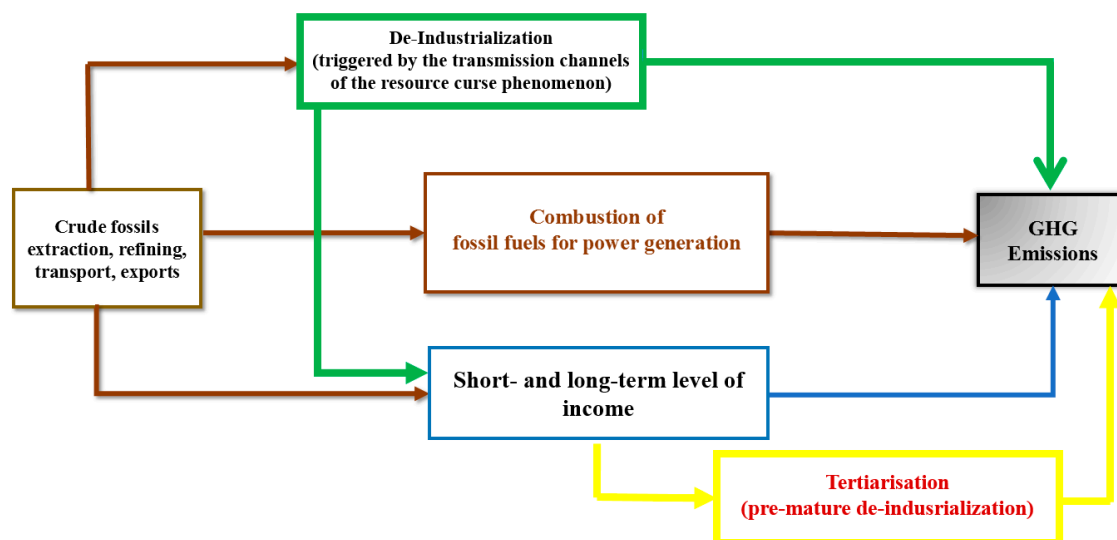 De-Industrialization
(triggered by the transmission channels
of the resource curse phenomenon)
Crude fossils
extraction, refining,
transport, exports
Combustion of
fossil fuels for power generation
GHG
Emissions
Short- and long-term level of
income
Tertiarisation
(pre-mature de-indusrialization)